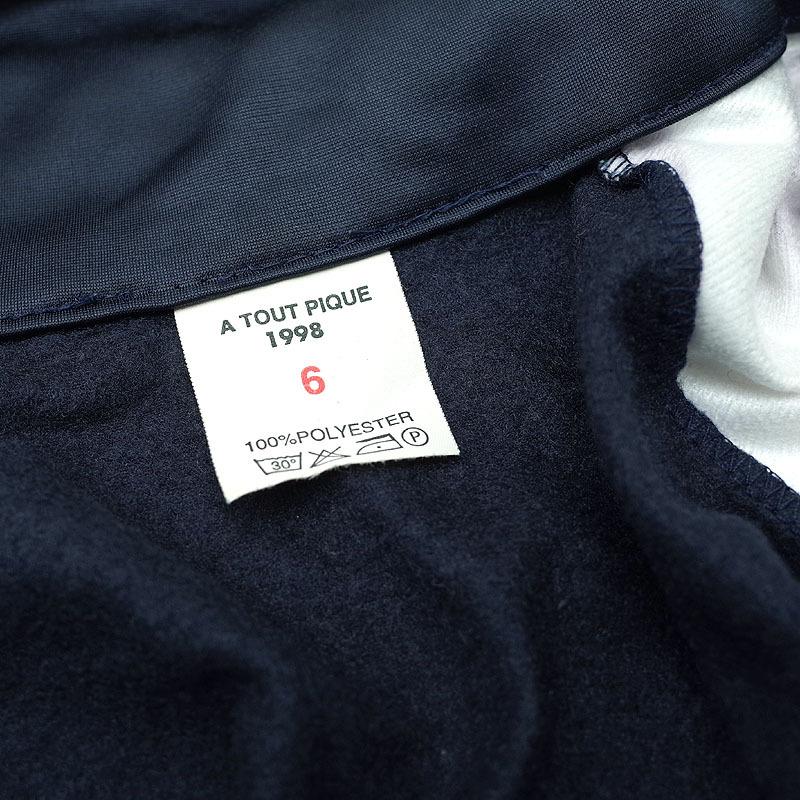 A TOUT PIQUE
1998
6
100%POLYESTER
30° P